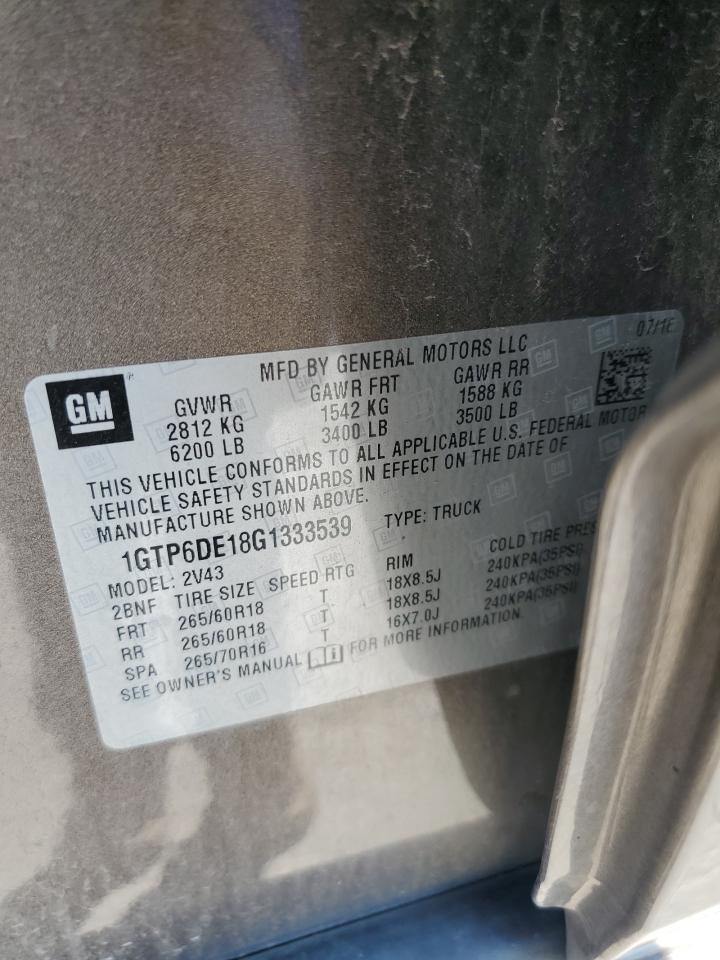 07/16
MFD BY GENERAL MOTORS LLC
GM
GVWR GAWR FRT GAWR RR
2812 KG 1542 KG 1588 KG
6200 LB 3400 LB 3500 LB
THIS VEHICLE CONFORMS TO ALL APPLICABLE U.S. FEDERAL MOTOR
VEHICLE SAFETY STANDARDS IN EFFECT ON THE DATE OF
MANUFACTURE SHOWN ABOVE.
1GTP6DE18G1333539 TYPE: TRUCK
MODEL: 2V43
2BNF TIRE SIZE SPEED RTG RIM COLD TIRE PRES
FRT 265/60R18 T 18X8.5J 240KPA(35PSI)
RR 265/60R18 T 18X8.5J 240KPA(35PSI)
SPA 265/70R16 T 16X7.0J 240KPA(35PSI)
SEE OWNER'S MANUAL FOR MORE INFORMATION.